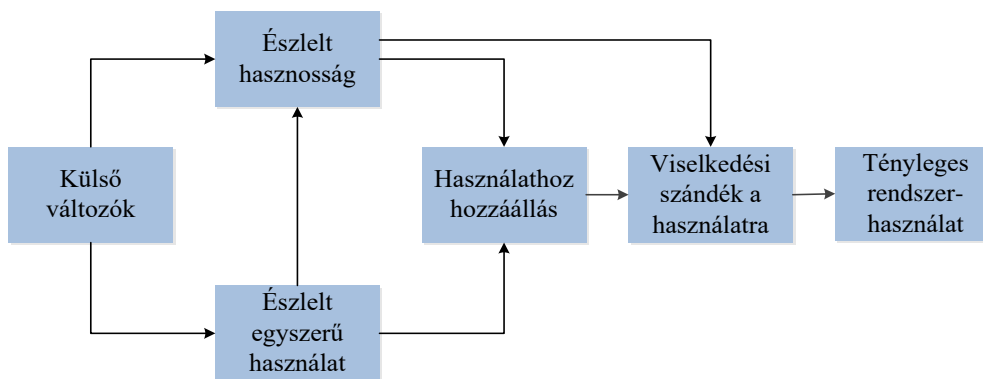 Észlelt
hasznosság
Külső
változók
Észlelt
egyszerű
használat
Használathoz
hozzáállás
Viselkedési
szándék a
használatra
Tényleges
rendszer-
használat